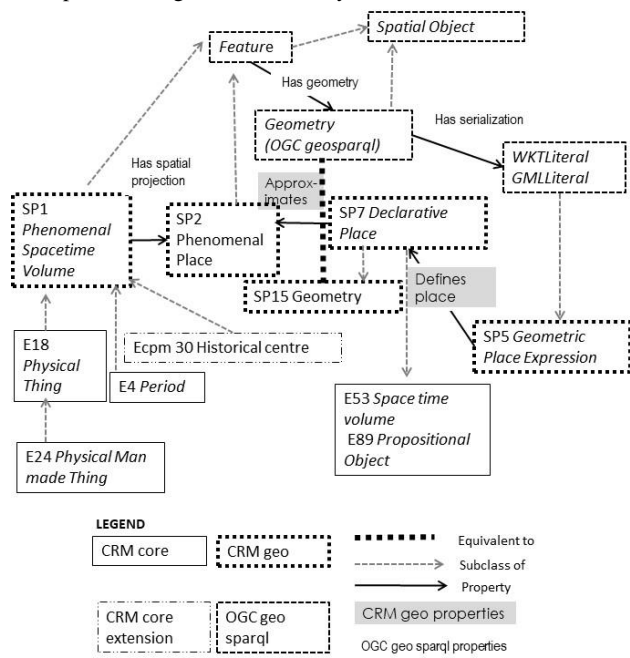 Feature
Spatial Object
Has geometry
Geometry
(OGC geosparql)
Has serialization
WKTLiteral
GMLLiteral
Has spatial
projection
Approx-
imates
SP1
Phenomenal
Spacetime
Volume
SP2
Phenomenal
Place
SP7 Declarative
Place
SP15 Geometry
Defines
place
SP5 Geometric
Place Expression
Ecpm 30 Historical centre
E18
Physical
Thing
E4 Period
E53 Space time
volume
E89 Propositional
Object
E24 Physical Man
made Thing
LEGEND
CRM core
CRM geo
Equivalent to
Subclass of
Property
CRM core
extension
OGC geo
sparql
CRM geo properties
OGC geo sparql properties